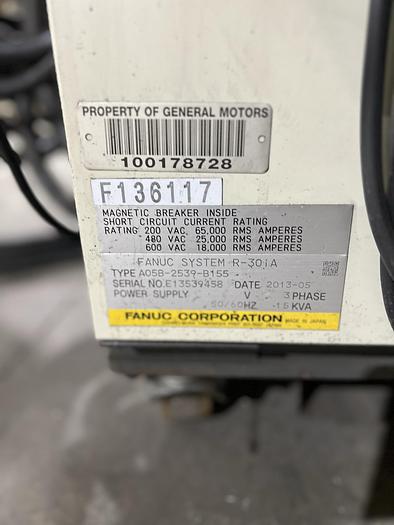 PROPERTY OF GENERAL MOTORS
100178728
F136117
MAGNETIC BREAKER INSIDE
SHORT CIRCUIT CURRENT RATING
RATING 200 VAC, 65,000 RMS AMPERES
480 VAC 25,000 RMS AMPERES
600 VAC 18,000 RMS AMPERES
FANUC SYSTEM R-30iA
TYPE A05B-2539-B155
SERIAL NO. E13539458 DATE 2013-05
POWER SUPPLY V 3 PHASE
50/60HZ 15 KVA
FANUC CORPORATION MADE IN JAPAN